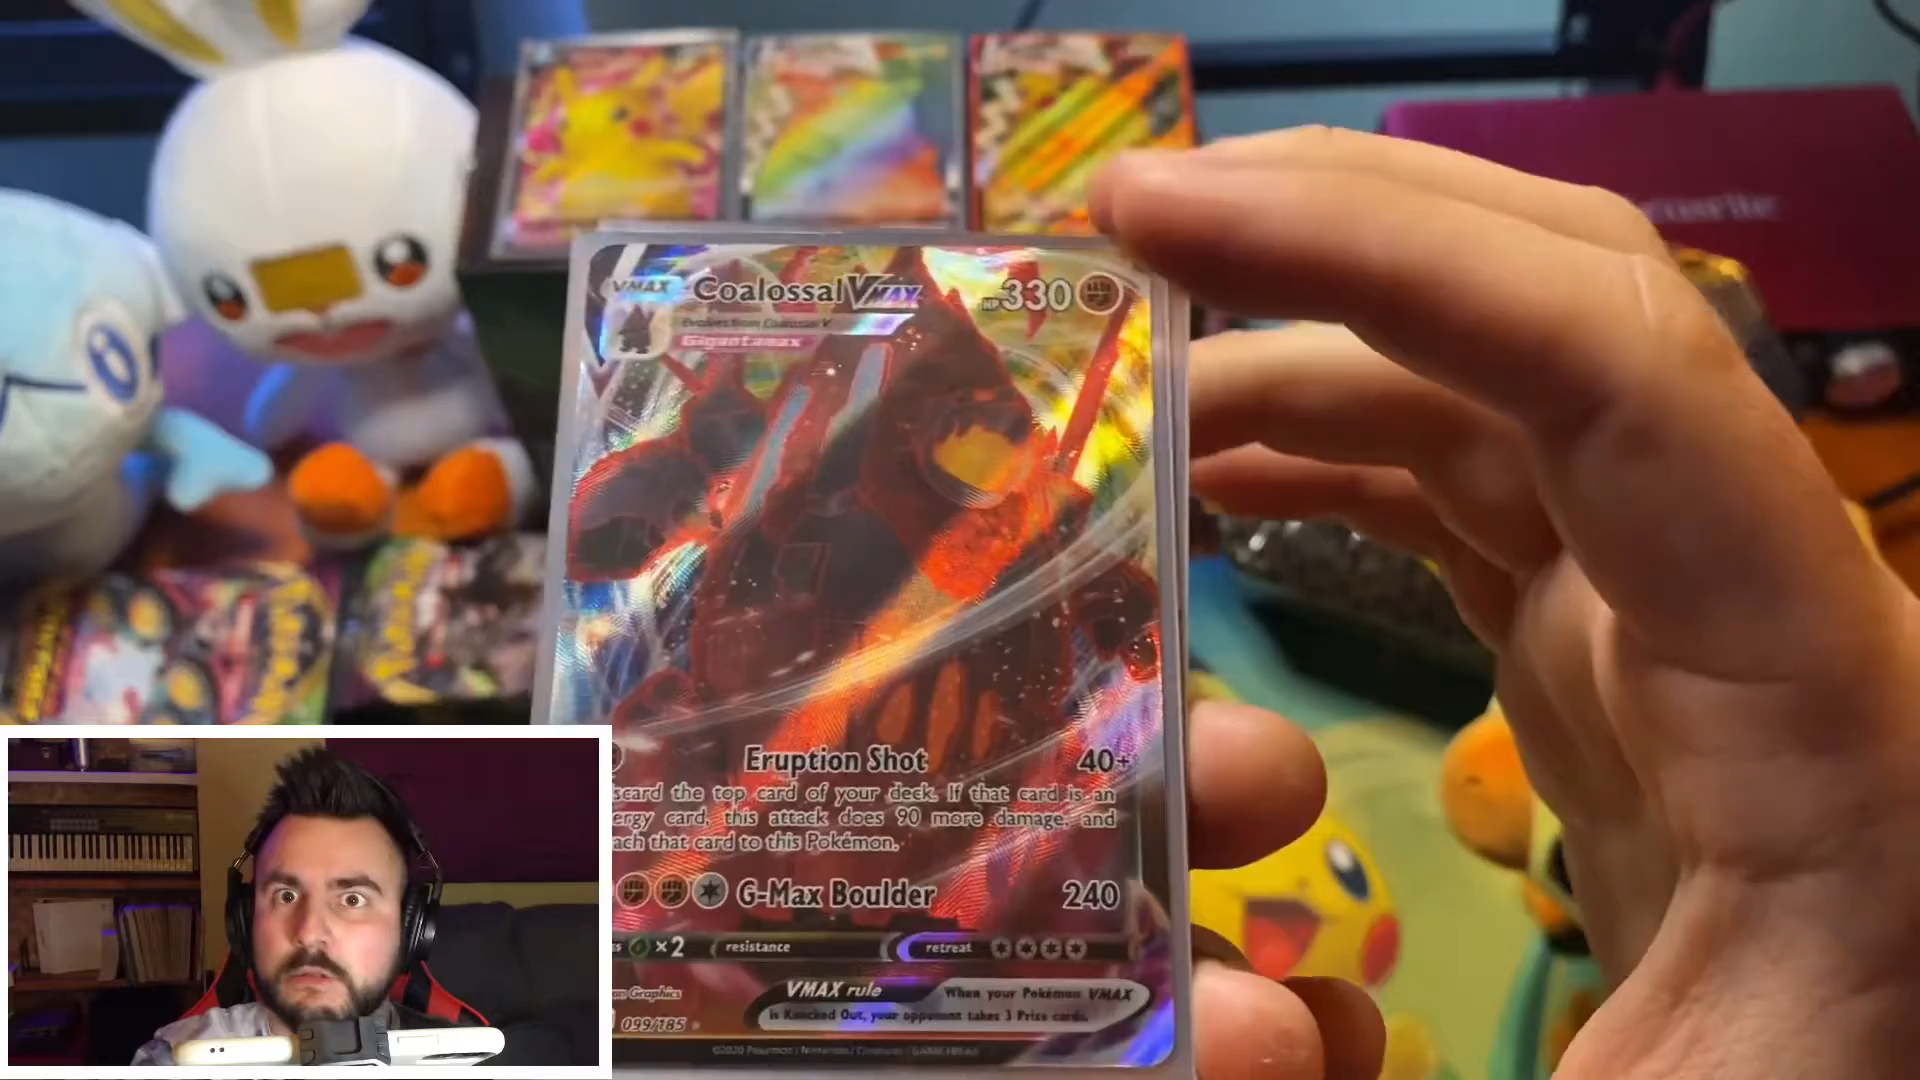 VMAX Coalossal VMAX HP 330
Evolves from Coalossal V
Gigantamax
Eruption Shot 40+
scard the top card of your deck. If that card is an
ergy card, this attack does 90 more damage, and
ach that card to this Pokémon.
G-Max Boulder 240
×2 resistance retreat
VMAX rule When your Pokémon VMAX
is Knocked Out, your opponent takes 3 Prize cards.
099/185